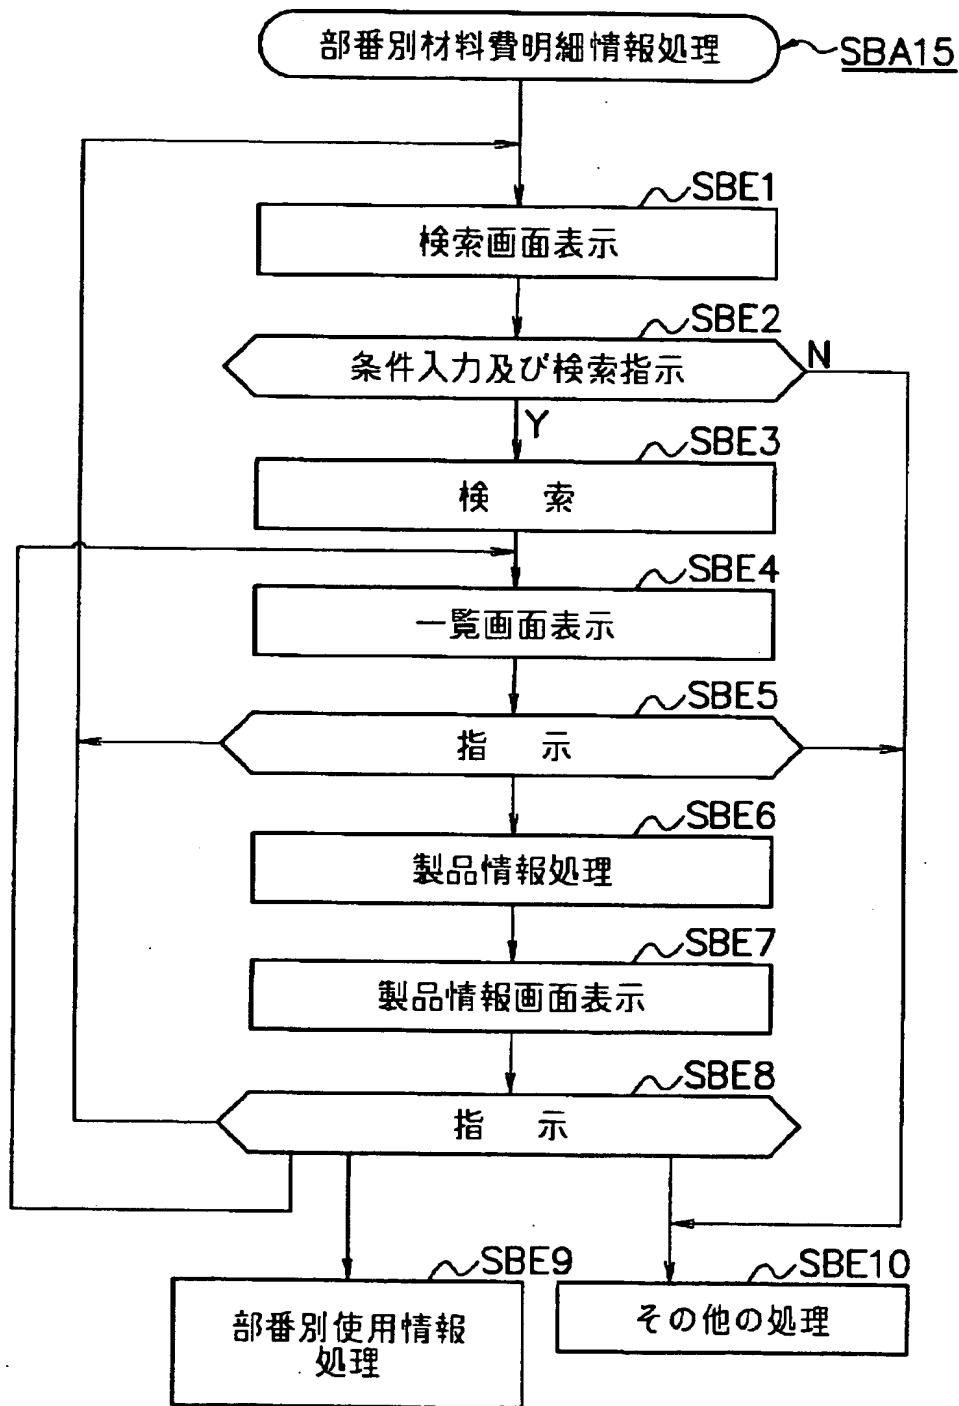 部番別材料費明細情報処理
SBA15
SBE1
検索画面表示
SBE2
条件入力及び検索指示
N
Y
SBE3
検　索
SBE4
一覧画面表示
SBE5
指　示
SBE6
製品情報処理
SBE7
製品情報画面表示
SBE8
指　示
SBE9
部番別使用情報
処理
SBE10
その他の処理